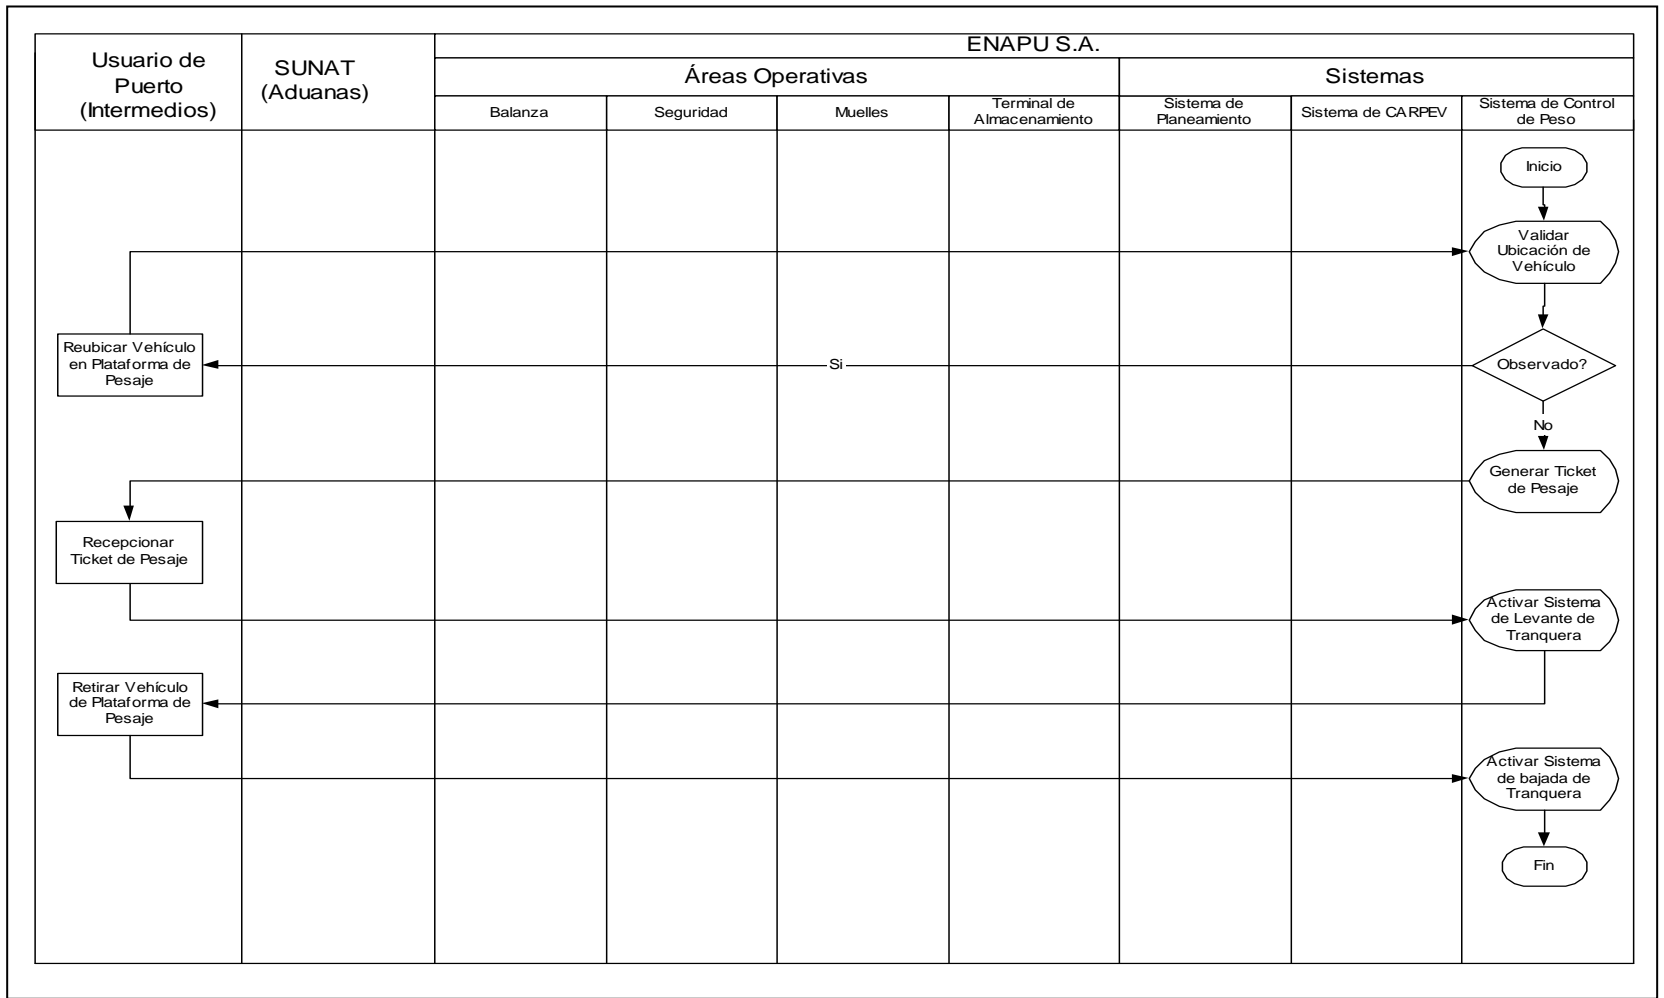 ENAPU S.A.
Usuario de
Puerto
(Intermedios)
SUNAT
(Aduanas)
Áreas Operativas
Sistemas
Balanza
Seguridad
Muelles
Terminal de
Almacenamiento
Sistema de
Planeamiento
Sistema de CARPEV
Sistema de Control
de Peso
Inicio
Validar
Ubicación de
Vehículo
Reubicar Vehículo
en Plataforma de
Pesaje
Si
Observado?
No
Generar Ticket
de Pesaje
Recepcionar
Ticket de Pesaje
Activar Sistema
de Levante de
Tranquera
Retirar Vehículo
de Plataforma de
Pesaje
Activar Sistema
de bajada de
Tranquera
Fin